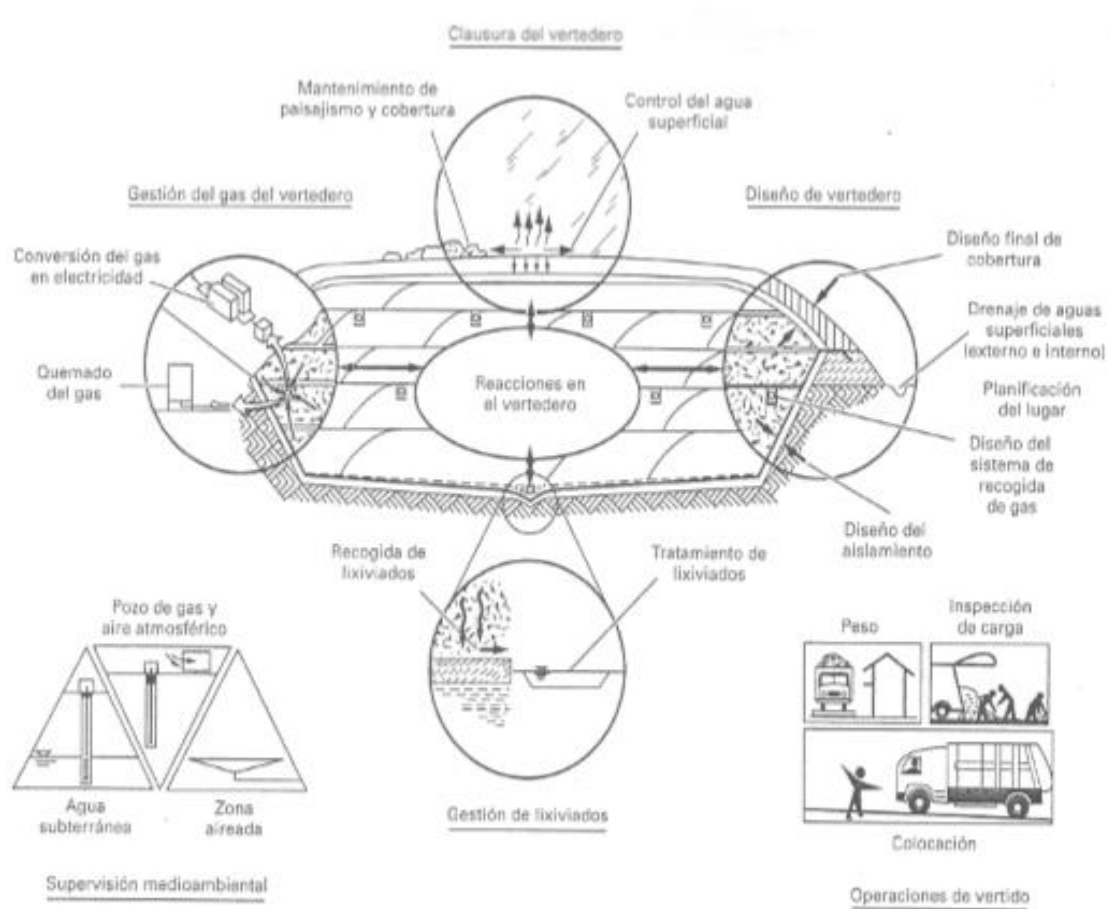 Clausura del vertedero
Mantenimiento de
paisajismo y cobertura
Control del agua
superficial
Gestión del gas del vertedero
Diseño de vertedero
Conversión del gas
en electricidad
Diseño final de
cobertura
Drenaje de aguas
superficiales
(externo e interno)
Quemado
del gas
Reacciones en
el vertedero
Planificación
del lugar
Diseño del
sistema de
recogida
de gas
Diseño del
aislamiento
Recogida de
lixiviados
Tratamiento de
lixiviados
Pozo de gas y
aire atmosférico
Peso
Inspección
de carga
Agua
subterránea
Zona
aireada
Gestión de lixiviados
Colocación
Supervisión medioambiental
Operaciones de vertido